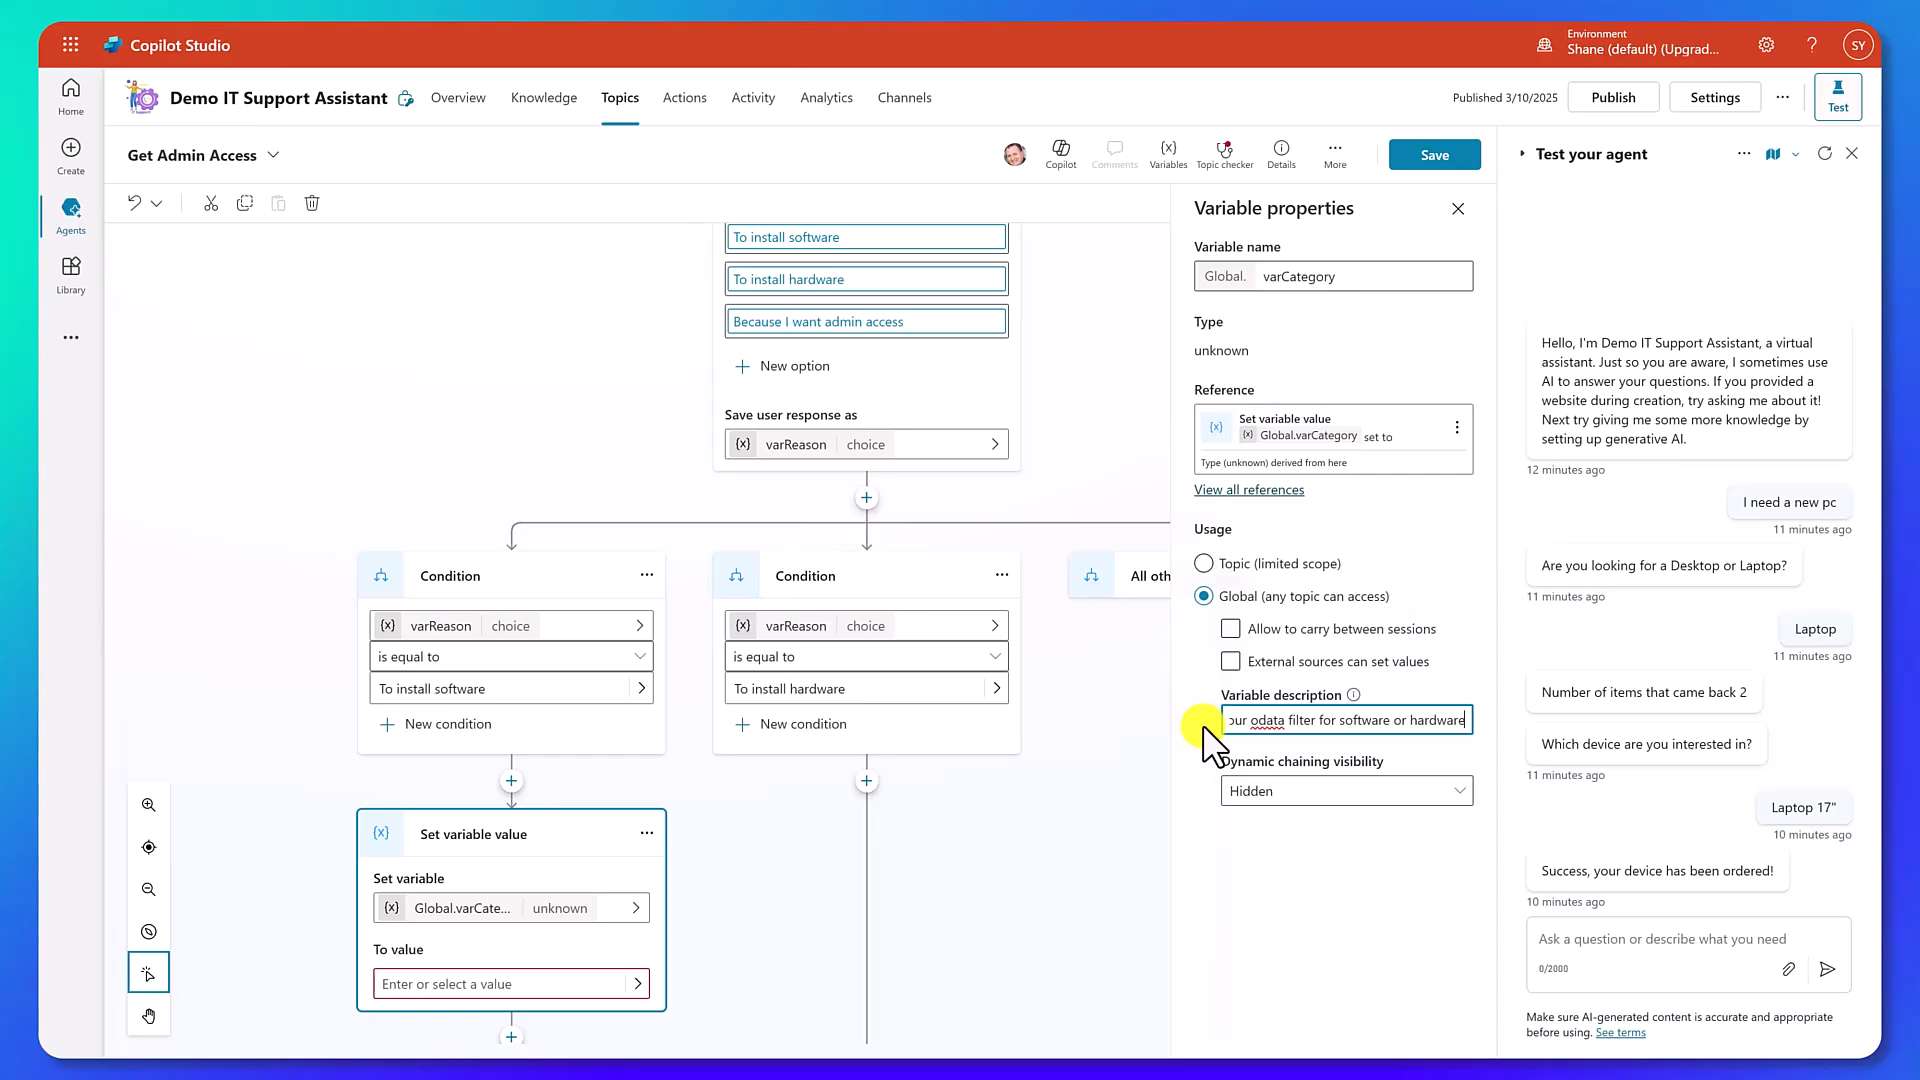 Copilot Studio
Environment
Shane (default) (Upgrad...
SY
Home
Create
Agents
Library
Demo IT Support Assistant
Overview
Knowledge
Topics
Actions
Activity
Analytics
Channels
Published 3/10/2025
Publish
Settings
Test
Get Admin Access
Copilot
Comments
Variables
Topic checker
Details
More
Save
To install software
To install hardware
Because I want admin access
New option
Save user response as
{x} varReason choice
Condition
{x} varReason choice
is equal to
To install software
New condition
Condition
{x} varReason choice
is equal to
To install hardware
New condition
All oth
Set variable value
Set variable
{x} Global.varCate... unknown
To value
Enter or select a value
Variable properties
Variable name
Global. varCategory
Type
unknown
Reference
Set variable value
{x} Global.varCategory set to
Type (unknown) derived from here
View all references
Usage
Topic (limited scope)
Global (any topic can access)
Allow to carry between sessions
External sources can set values
Variable description
our odata filter for software or hardware
Dynamic chaining visibility
Hidden
Test your agent
Hello, I'm Demo IT Support Assistant, a virtual
assistant. Just so you are aware, I sometimes use
AI to answer your questions. If you provided a
website during creation, try asking me about it!
Next try giving me some more knowledge by
setting up generative AI.
12 minutes ago
I need a new pc
11 minutes ago
Are you looking for a Desktop or Laptop?
11 minutes ago
Laptop
11 minutes ago
Number of items that came back 2
Which device are you interested in?
11 minutes ago
Laptop 17"
10 minutes ago
Success, your device has been ordered!
10 minutes ago
Ask a question or describe what you need
0/2000
Make sure AI-generated content is accurate and appropriate
before using. See terms